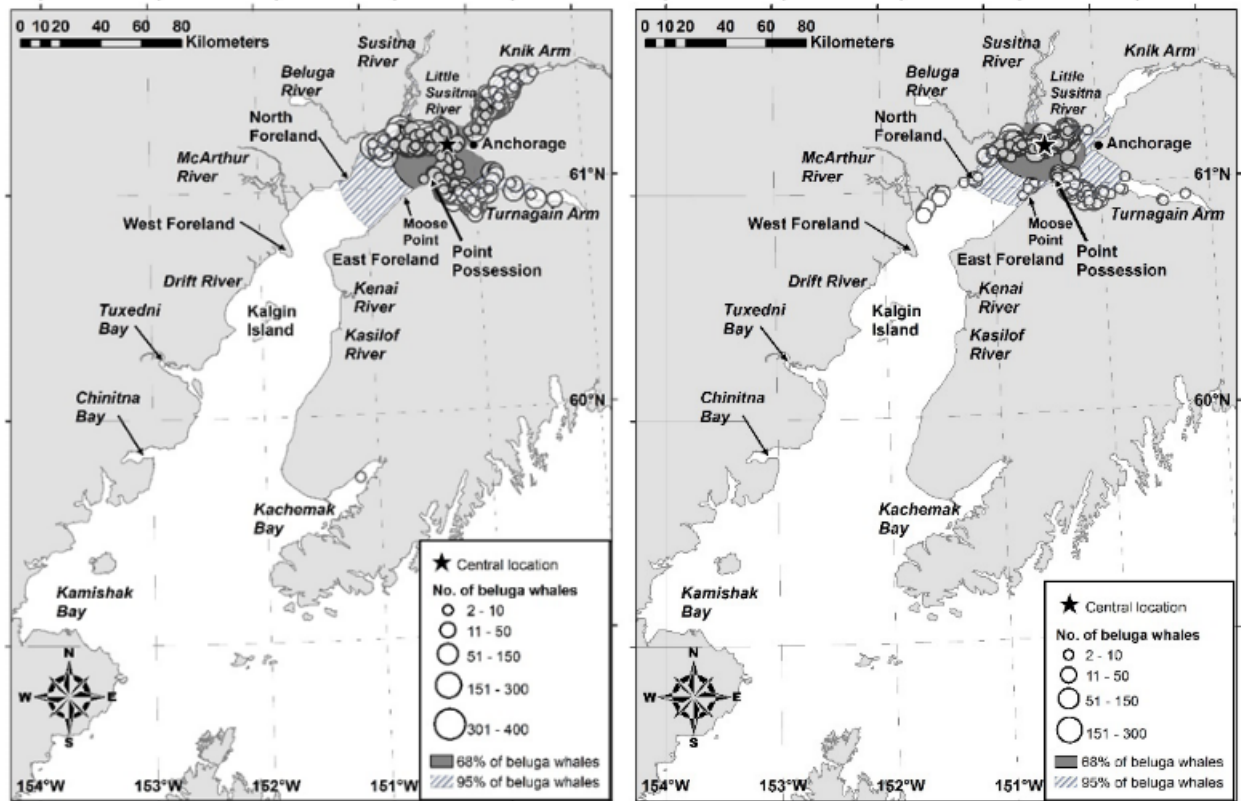 0 10 20 40 60 80
Kilometers
Susitna
River
Knik Arm
Beluga
River
Little
Susitna
River
North
Foreland
Anchorage
McArthur
River
61°N
Turnagain Arm
West Foreland
Moose
Point
Point
Possession
East Foreland
Drift River
Kenai
River
Tuxedni
Bay
Kalgin
Island
Kasilof
River
Chinitna
Bay
60°N
Kachemak
Bay
Kamishak
Bay
N
W E
S
Central location
No. of beluga whales
2 - 10
11 - 50
51 - 150
151 - 300
301 - 400
68% of beluga whales
95% of beluga whales
154°W 153°W 152°W 151°W
0 10 20 40 60 80
Kilometers
Susitna
River
Knik Arm
Beluga
River
Little
Susitna
River
North
Foreland
Anchorage
McArthur
River
61°N
Turnagain Arm
West Foreland
Moose
Point
Point
Possession
East Foreland
Drift River
Kenai
River
Tuxedni
Bay
Kalgin
Island
Kasilof
River
Chinitna
Bay
60°N
Kachemak
Bay
Kamishak
Bay
N
W E
S
Central location
No. of beluga whales
2 - 10
11 - 50
51 - 150
151 - 300
68% of beluga whales
95% of beluga whales
154°W 153°W 152°W 151°W